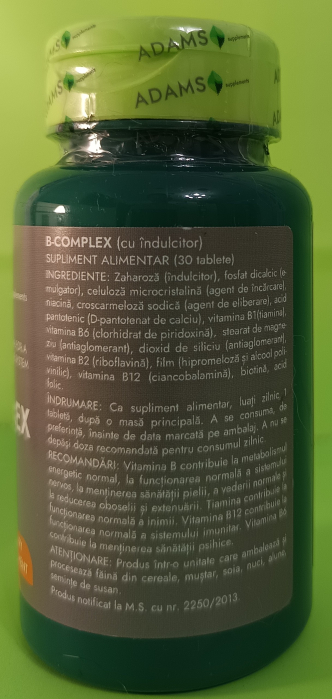 ADAMS supplements
ADAMS supplements
ADAMS
ADAMS
B-COMPLEX (cu îndulcitor)
SUPLIMENT ALIMENTAR (30 tablete)
INGREDIENTE: Zaharoză (îndulcitor), fosfat dicalcic (e-
mulgator), celuloză microcristalină (agent de încărcare),
niacină, croscarmeloză sodică (agent de eliberare), acid
pantotenic (D-pantotenat de calciu), vitamina B1(tiamina),
vitamina B6 (clorhidrat de piridoxină), stearat de magne-
ziu (antiaglomerant), dioxid de siliciu (antiaglomerant),
vitamina B2 (riboflavină), film (hipromeloză și alcool poli-
vinilic), vitamina B12 (ciancobalamină), biotină, acid
folic.
ÎNDRUMARE: Ca supliment alimentar, luați zilnic 1
tabletă, după o masă principală. A se consuma, de
preferință, înainte de data marcată pe ambalaj. A nu se
depăși doza recomandată pentru consumul zilnic.
RECOMANDĂRI: Vitamina B contribuie la metabolismul
energetic normal, la funcționarea normală a sistemului
nervos, la menținerea sănătății pielii, a vederii normale și
la reducerea oboselii și extenuării. Tiamina contribuie la
funcționarea normală a inimii. Vitamina B12 contribuie la
funcționarea normală a sistemului imunitar. Vitamina B6
contribuie la menținerea sănătății psihice.
ATENȚIONARE: Produs într-o unitate care ambalează și
procesează făină din cereale, muștar, soia, nuci, alune,
semințe de susan.
Produs notificat la M.S. cu nr. 2250/2013.
EX